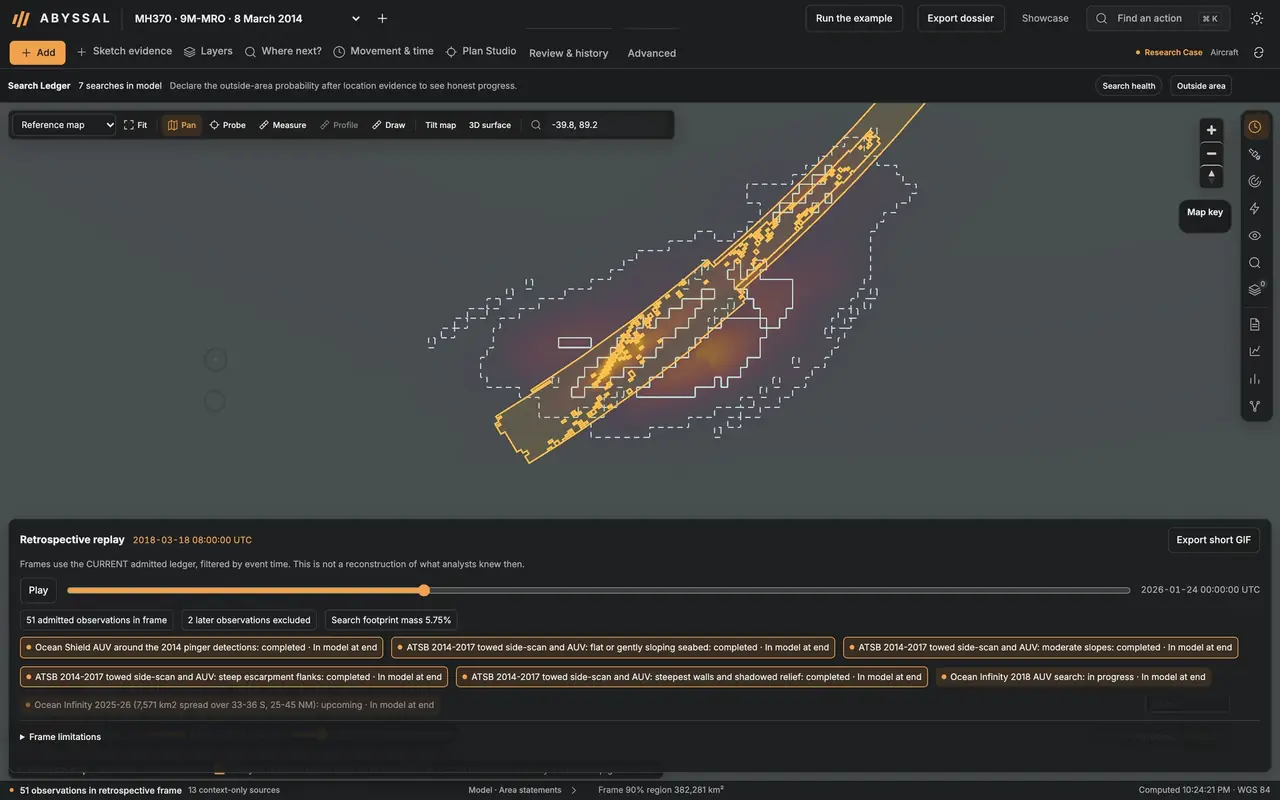 ABYSSAL MH370 · 9M-MRO · 8 March 2014 Run the example Export dossier Showcase Find an action ⌘ K
Add Sketch evidence Layers Where next? Movement & time Plan Studio Review & history Advanced Research Case Aircraft
Search Ledger 7 searches in model Declare the outside-area probability after location evidence to see honest progress. Search health Outside area
Reference map Fit Pan Probe Measure Profile Draw Tilt map 3D surface -39.8, 89.2
Map key
0
Retrospective replay 2018-03-18 08:00:00 UTC Export short GIF
Frames use the CURRENT admitted ledger, filtered by event time. This is not a reconstruction of what analysts knew then.
Play 2026-01-24 00:00:00 UTC
51 admitted observations in frame 2 later observations excluded Search footprint mass 5.75%
Ocean Shield AUV around the 2014 pinger detections: completed · In model at end ATSB 2014-2017 towed side-scan and AUV: flat or gently sloping seabed: completed · In model at end ATSB 2014-2017 towed side-scan and AUV: moderate slopes: completed · In model at end
ATSB 2014-2017 towed side-scan and AUV: steep escarpment flanks: completed · In model at end ATSB 2014-2017 towed side-scan and AUV: steepest walls and shadowed relief: completed · In model at end Ocean Infinity 2018 AUV search: in progress · In model at end
Ocean Infinity 2025-26 (7,571 km2 spread over 33-36 S, 25-45 NM): upcoming · In model at end
Frame limitations
51 observations in retrospective frame 13 context-only sources Model · Area statements Frame 90% region 382,281 km² Computed 10:24:21 PM · WGS 84